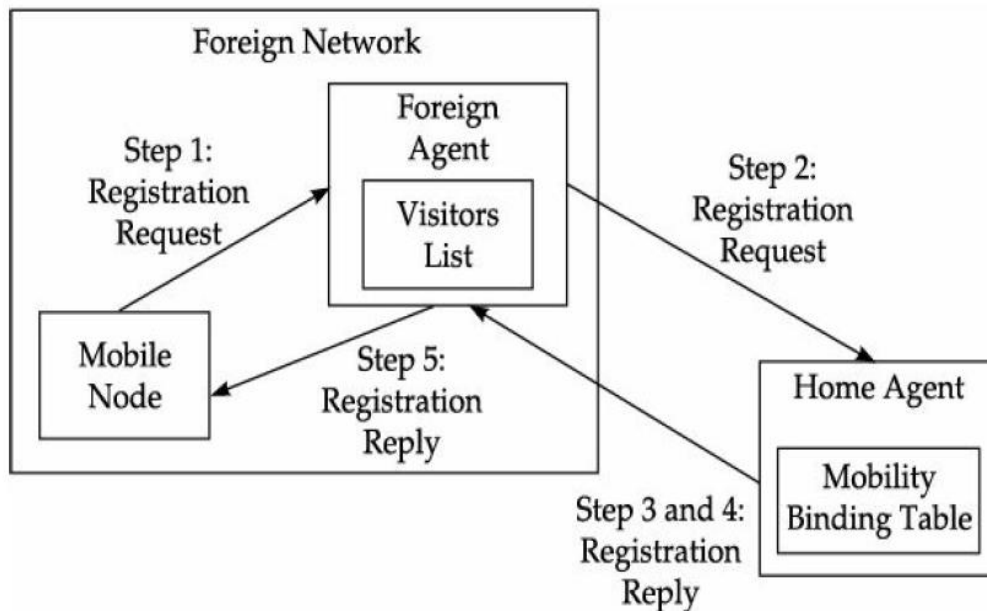 Foreign Network
Foreign
Agent
Visitors
List
Step 1:
Registration
Request
Step 2:
Registration
Request
Mobile
Node
Step 5:
Registration
Reply
Home Agent
Mobility
Binding Table
Step 3 and 4:
Registration
Reply